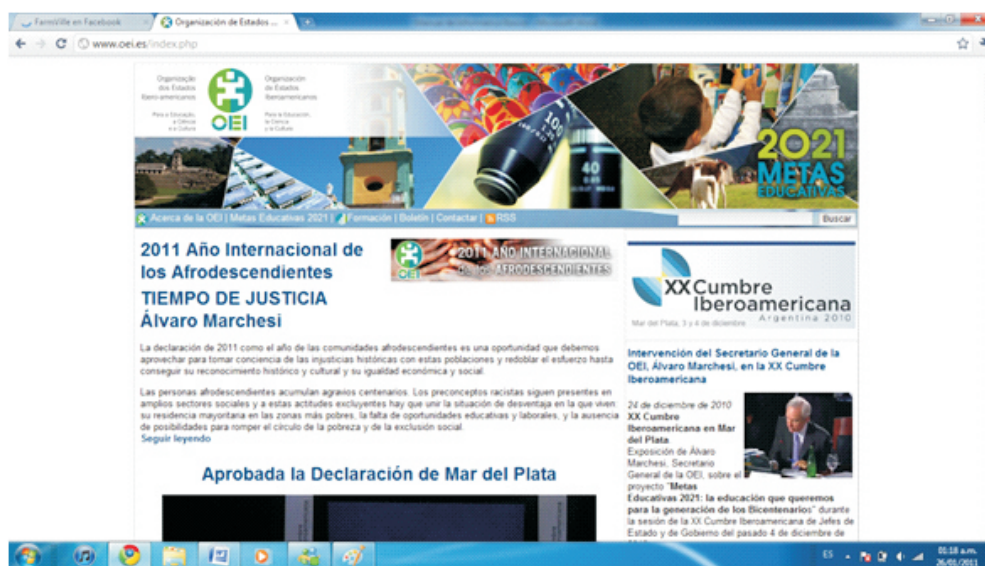 FarmVille en Facebook
Organización de Estados ...
www.oei.es/index.php
Organização
dos Estados
Ibero-americanos
Para a Educação,
a Ciência
e a Cultura
OEI
Organización
de Estados
Iberoamericanos
Para la Educación,
la Ciencia
y la Cultura
100
1.25
40
0.65
2021
METAS
EDUCATIVAS
Acerca de la OEI | Metas Educativas 2021 | Formación | Boletín | Contactar | RSS
Buscar
2011 Año Internacional de
los Afrodescendientes
TIEMPO DE JUSTICIA
Álvaro Marchesi
OEI
2011 AÑO INTERNACIONAL
de los AFRODESCENDIENTES
La declaración de 2011 como el año de las comunidades afrodescendientes es una oportunidad que debemos
aprovechar para tomar conciencia de las injusticias históricas con estas poblaciones y redoblar el esfuerzo hasta
conseguir su reconocimiento histórico y cultural y su igualdad económica y social.
Las personas afrodescendientes acumulan agravios centenarios. Los preconceptos racistas siguen presentes en
amplios sectores sociales y a estas actitudes excluyentes hay que unir la situación de desventaja en la que viven
su residencia mayoritaria en las zonas más pobres, la falta de oportunidades educativas y laborales, y la ausencia
de posibilidades para romper el círculo de la pobreza y de la exclusión social.
Seguir leyendo
Aprobada la Declaración de Mar del Plata
XX Cumbre
Iberoamericana
Argentina 2010
Mar del Plata, 3 y 4 de diciembre
Intervención del Secretario General de la
OEI, Álvaro Marchesi, en la XX Cumbre
Iberoamericana
24 de diciembre de 2010
XX Cumbre
Iberoamericana en Mar
del Plata
Exposición de Álvaro
Marchesi, Secretario
General de la OEI, sobre el
proyecto "Metas
Educativas 2021: la educación que queremos
para la generación de los Bicentenarios" durante
la sesión de la XX Cumbre Iberoamericana de Jefes de
Estado y de Gobierno del pasado 4 de diciembre de
ES
01:18 a.m.
26/01/2011